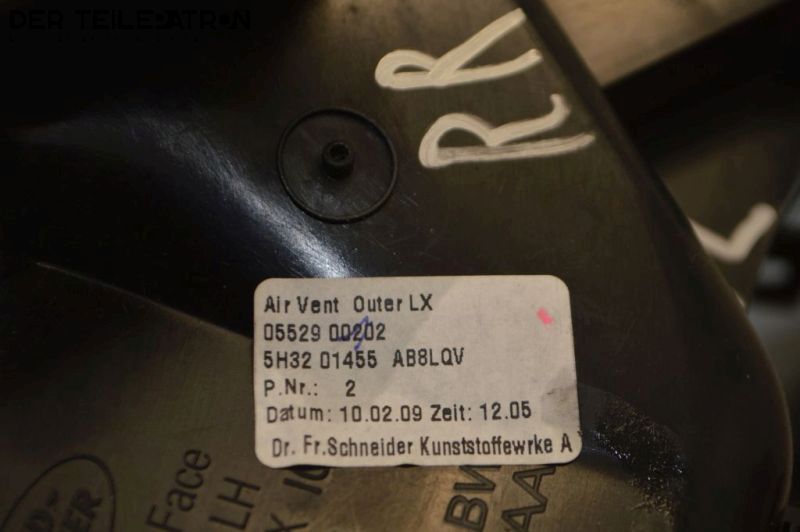 DER TEILEPATRON
RR
Air Vent Outer LX
05529 00202
5H32 01455 AB8LQV
P.Nr.: 2
Datum: 10.02.09 Zeit: 12.05
Dr. Fr.Schneider Kunststoffewrke A
Face
LH